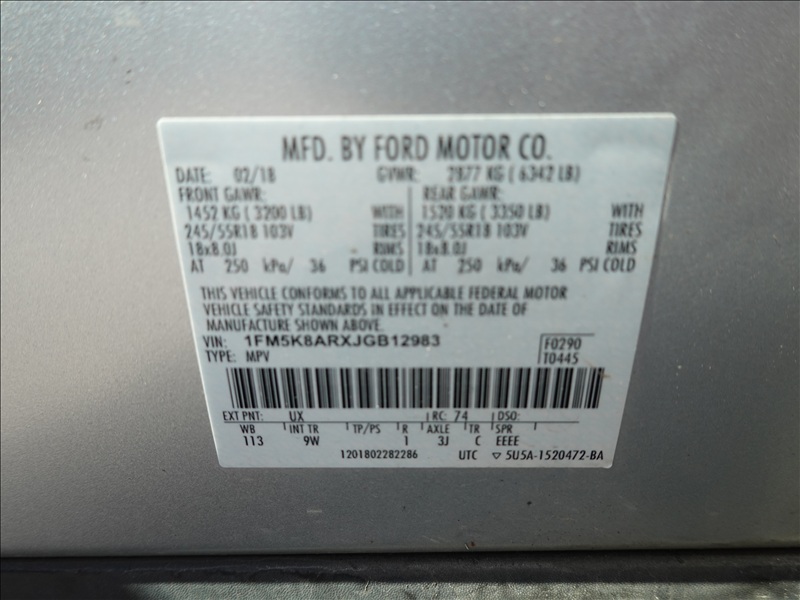 MFD. BY FORD MOTOR CO.
DATE: 02/18 GVWR: 2877 KG ( 6342 LB)
FRONT GAWR: REAR GAWR:
1452 KG ( 3200 LB) WITH 1520 KG ( 3350 LB) WITH
245/55R18 103V TIRES 245/55R18 103V TIRES
18x8.0J RIMS 18x8.0J RIMS
AT 250 kPa/ 36 PSI COLD AT 250 kPa/ 36 PSI COLD
THIS VEHICLE CONFORMS TO ALL APPLICABLE FEDERAL MOTOR
VEHICLE SAFETY STANDARDS IN EFFECT ON THE DATE OF
MANUFACTURE SHOWN ABOVE.
VIN: 1FM5K8ARXJGB12983 F0290
TYPE: MPV T0445
EXT PNT: UX RC: 74 DSO:
WB INT TR TP/PS R AXLE TR SPR
113 9W 1 3J C EEEE
1201802282286 UTC ▽ 5U5A-1520472-BA